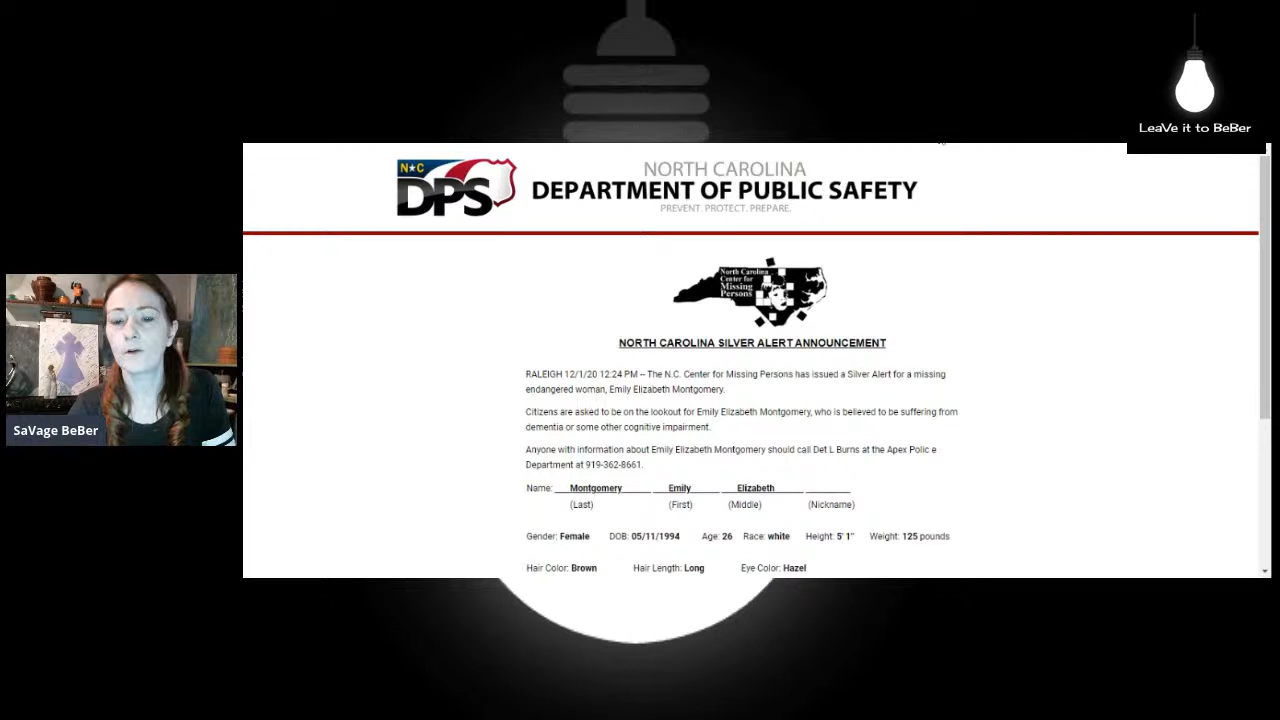 LeaVe it to BeBer
N★C
DPS
NORTH CAROLINA
DEPARTMENT OF PUBLIC SAFETY
PREVENT. PROTECT. PREPARE.
North Carolina
Center for
Missing
Persons
NORTH CAROLINA SILVER ALERT ANNOUNCEMENT
RALEIGH 12/1/20 12:24 PM -- The N.C. Center for Missing Persons has issued a Silver Alert for a missing
endangered woman, Emily Elizabeth Montgomery.
Citizens are asked to be on the lookout for Emily Elizabeth Montgomery, who is believed to be suffering from
dementia or some other cognitive impairment.
Anyone with information about Emily Elizabeth Montgomery should call Det L Burns at the Apex Polic e
Department at 919-362-8661.
Name: Montgomery Emily Elizabeth
(Last) (First) (Middle) (Nickname)
Gender: Female DOB: 05/11/1994 Age: 26 Race: white Height: 5' 1" Weight: 125 pounds
Hair Color: Brown Hair Length: Long Eye Color: Hazel
SaVage BeBer